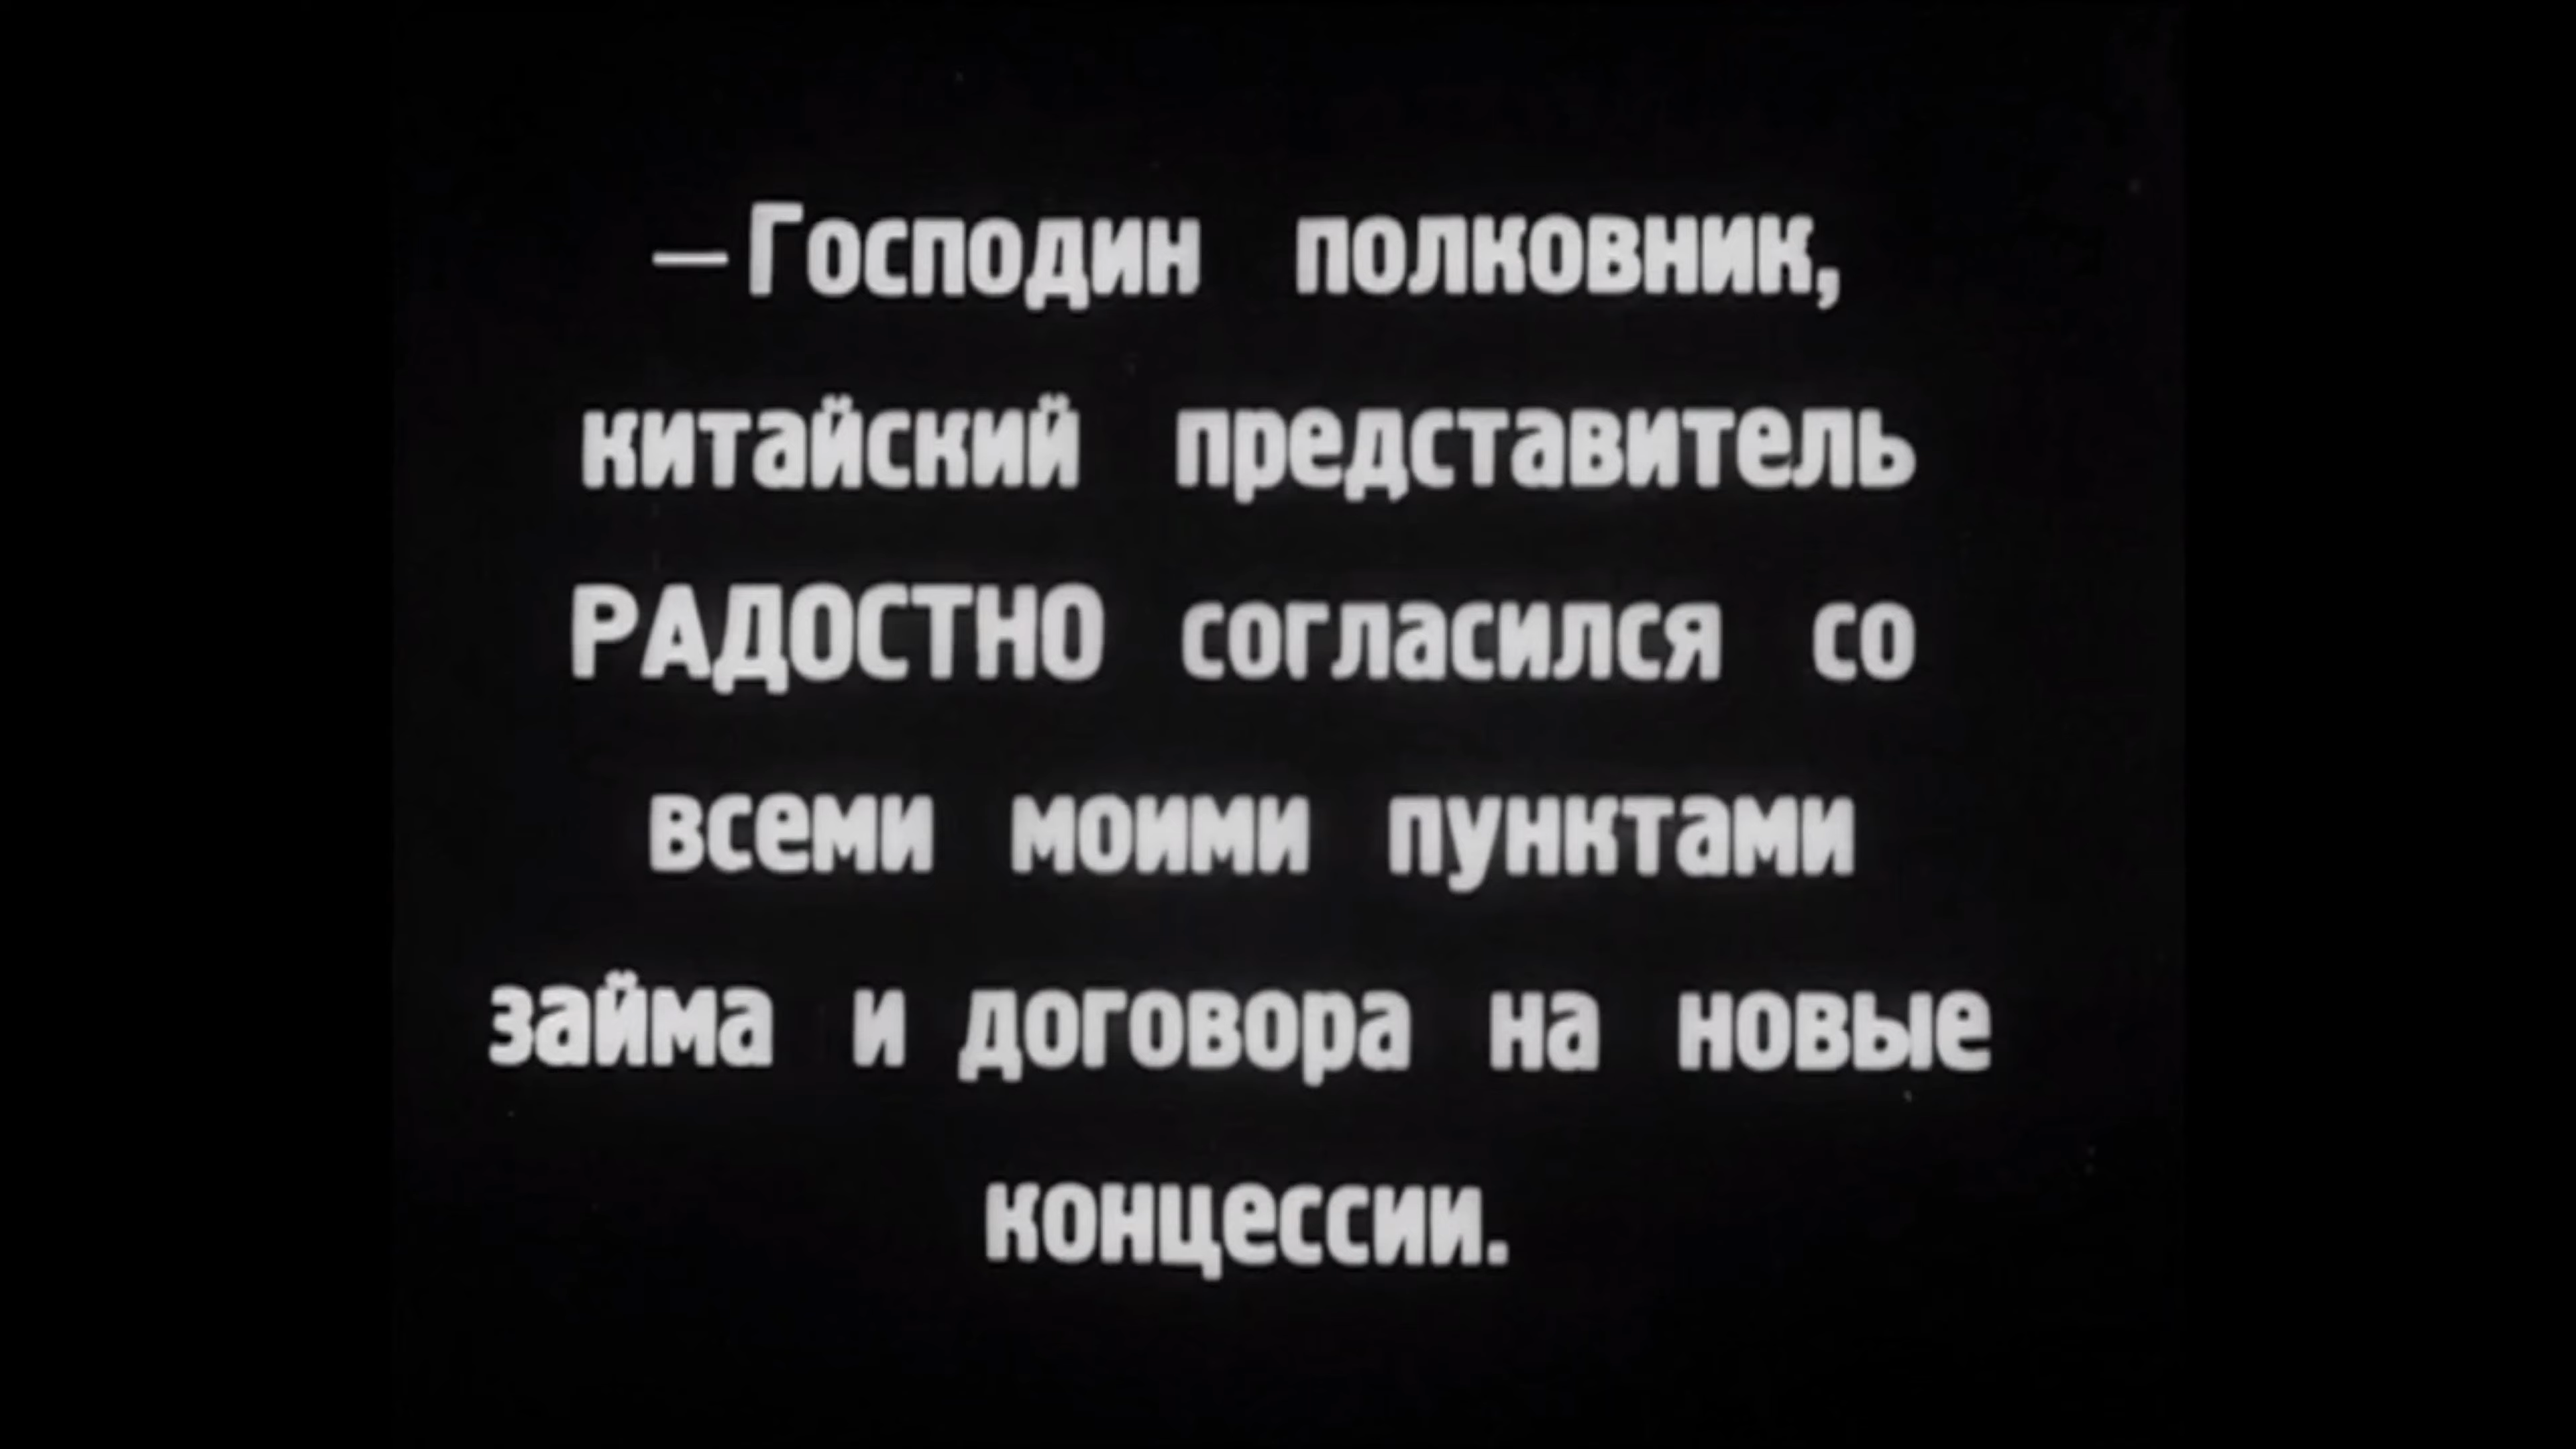 — Господин полковник,
китайский представитель
РАДОСТНО согласился со
всеми моими пунктами
займа и договора на новые
концессии.